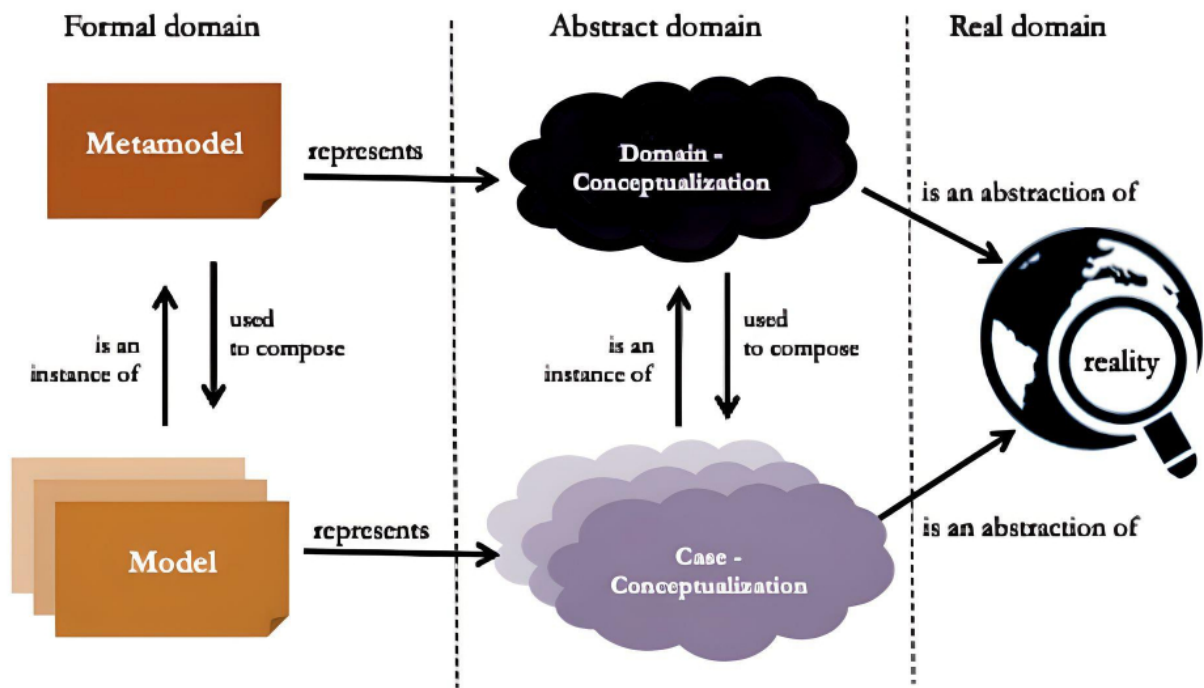 Formal domain
Abstract domain
Real domain
Metamodel
represents
Domain -
Conceptualization
is an abstraction of
is an
instance of
used
to compose
is an
instance of
used
to compose
reality
Model
represents
Case -
Conceptualization
is an abstraction of